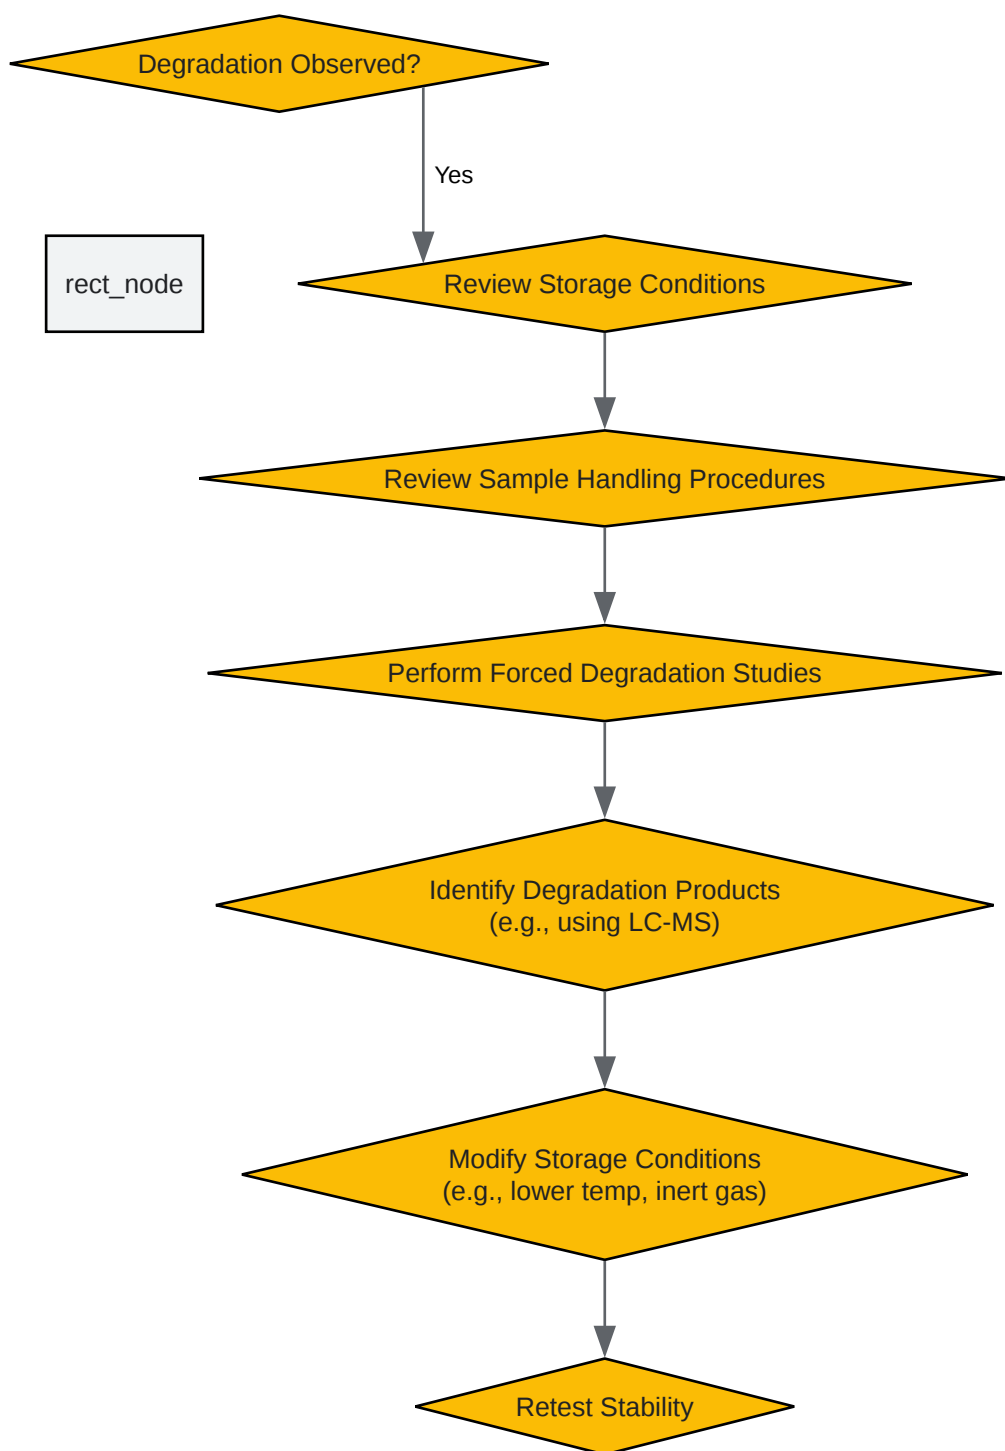 Degradation Observed?
Yes
rect_node
Review Storage Conditions
Review Sample Handling Procedures
Perform Forced Degradation Studies
Identify Degradation Products
(e.g., using LC-MS)
Modify Storage Conditions
(e.g., lower temp, inert gas)
Retest Stability